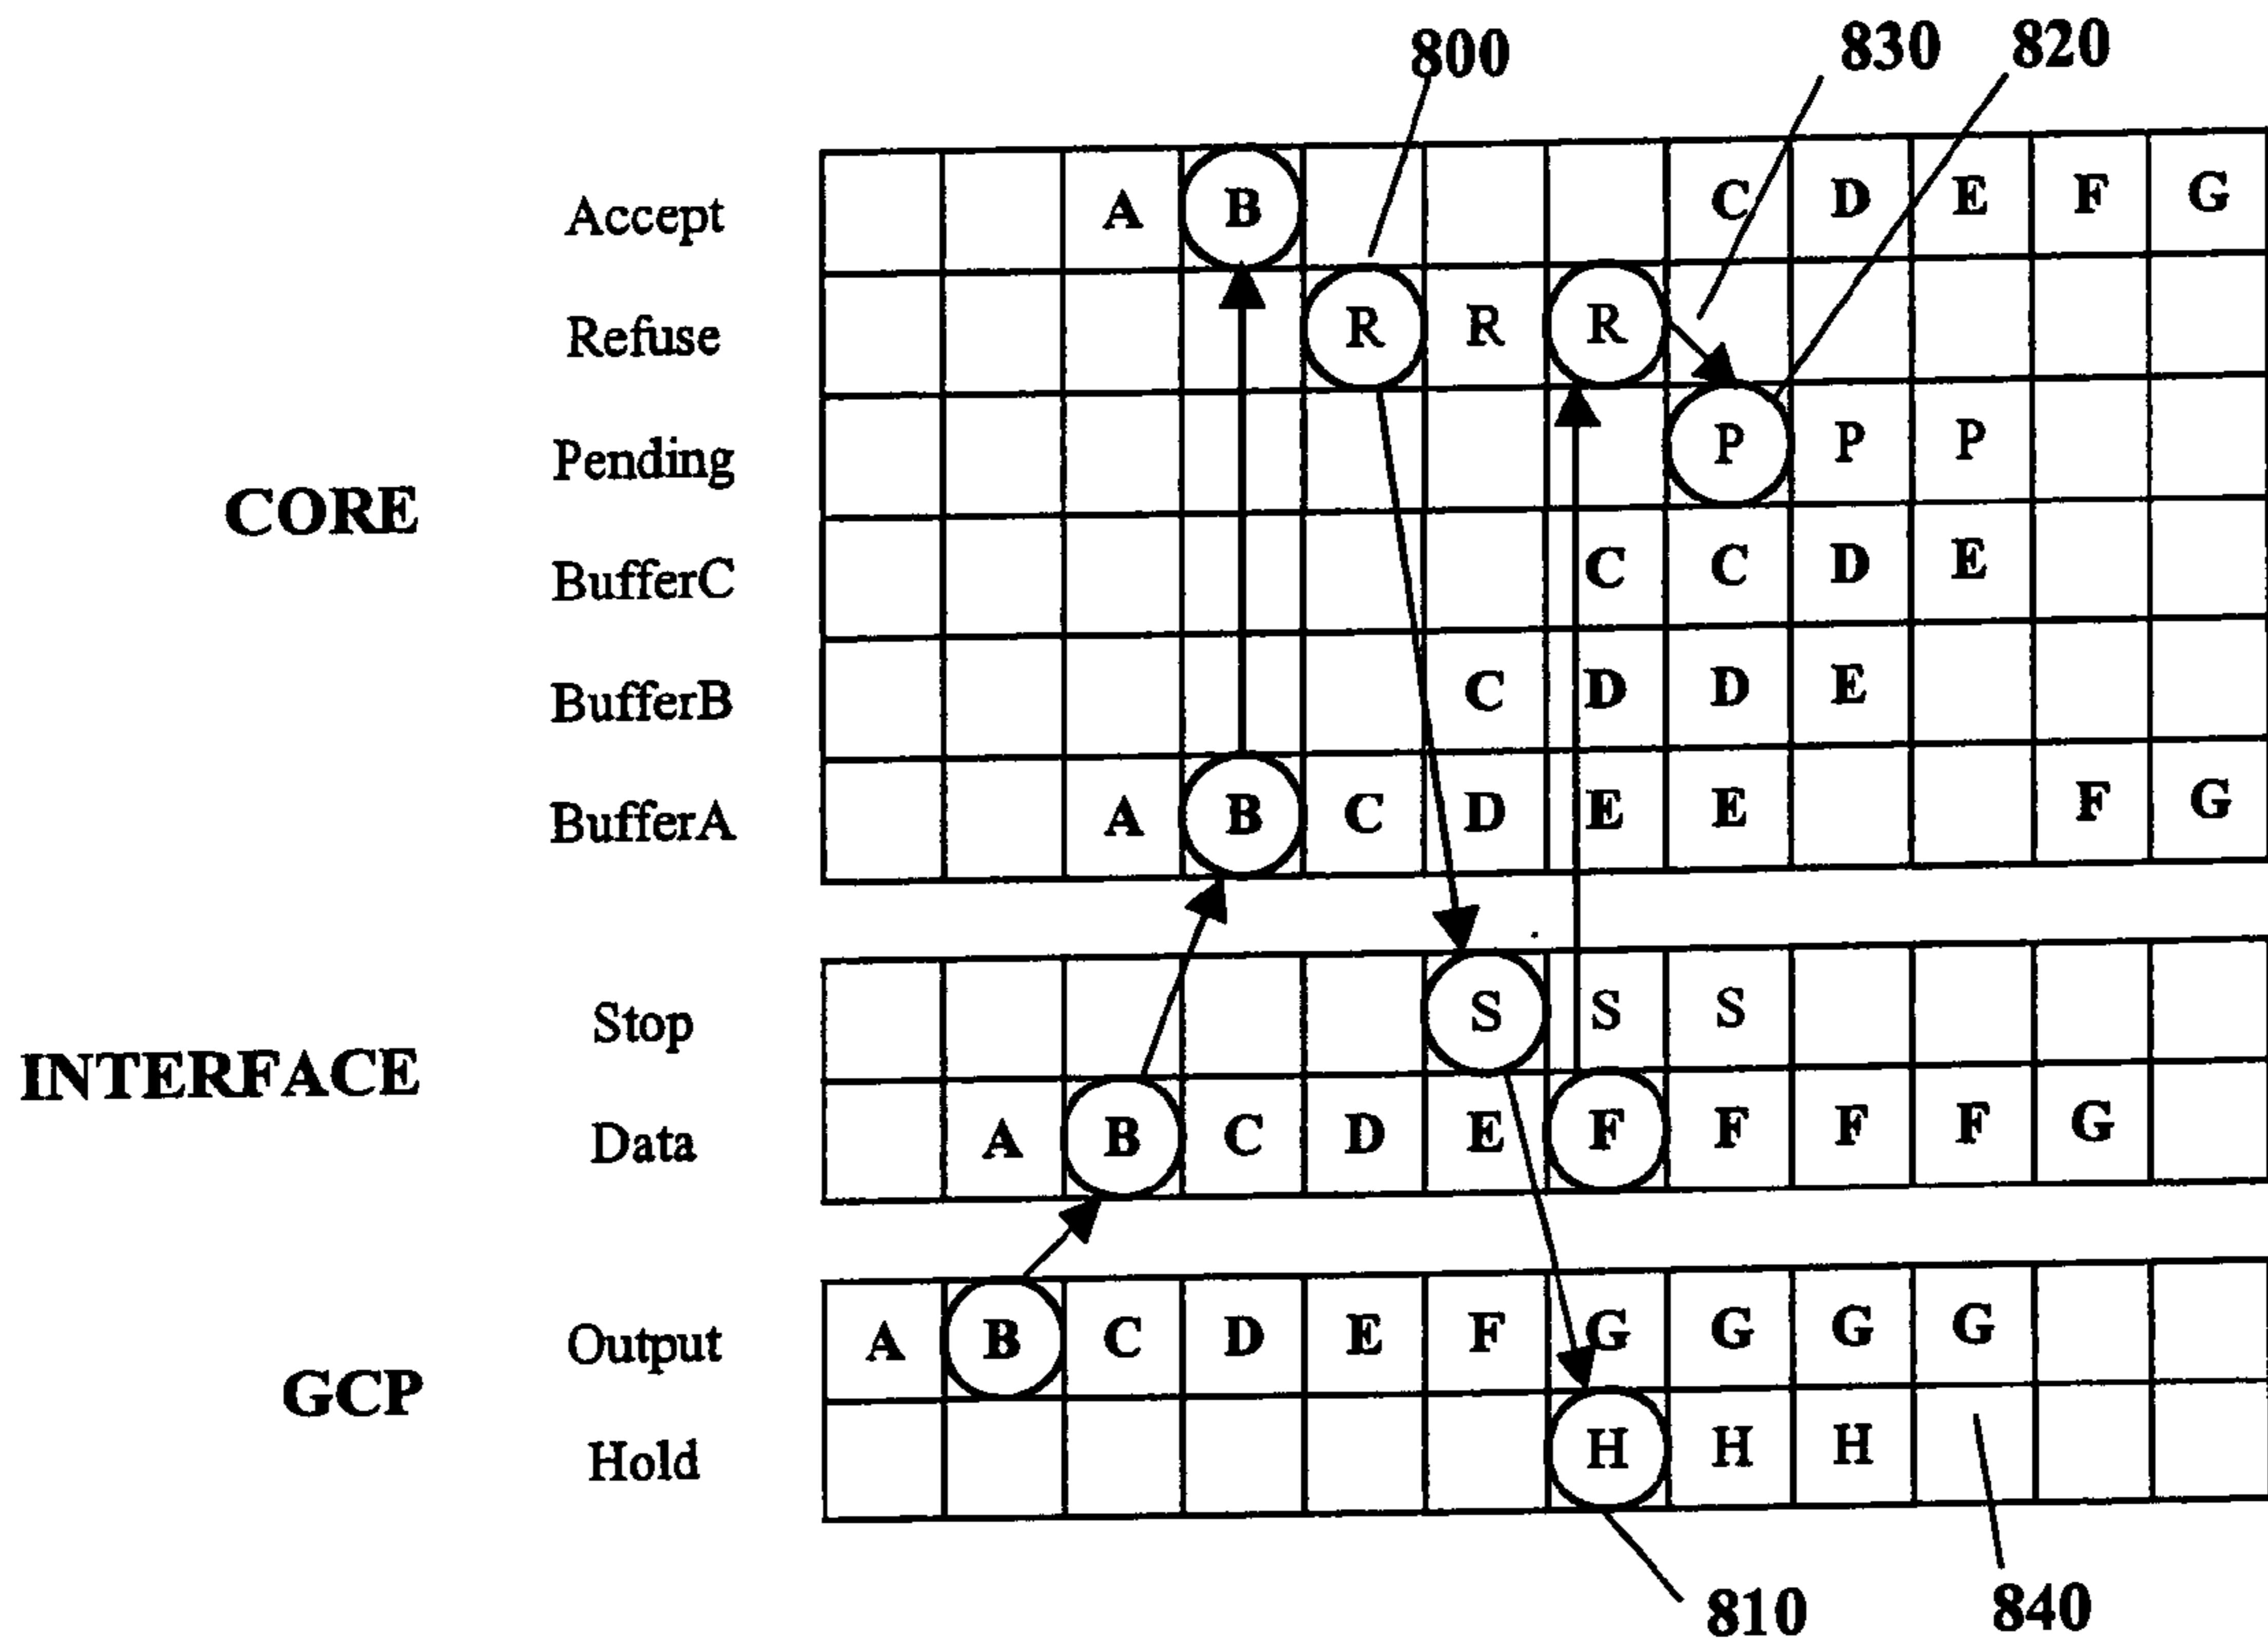 800 830 820
Accept A B C D E F G
Refuse R R R
Pending P P P
CORE
BufferC C C D E
BufferB C D D E
BufferA A B C D E E F G
Stop S S S
INTERFACE
Data A B C D E F F F F G
Output A B C D E F G G G G
GCP
Hold H H H
810 840